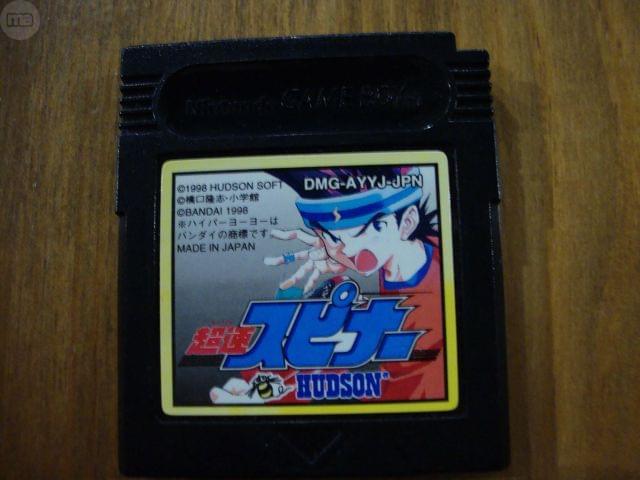 ma
Nintendo GAME BOY
©1998 HUDSON SOFT
DMG-AYYJ-JPN
©橋口隆志・小学館
©BANDAI 1998
※ハイパーヨーヨーは
バンダイの商標です。
MADE IN JAPAN
超速
スピナー
HUDSON®